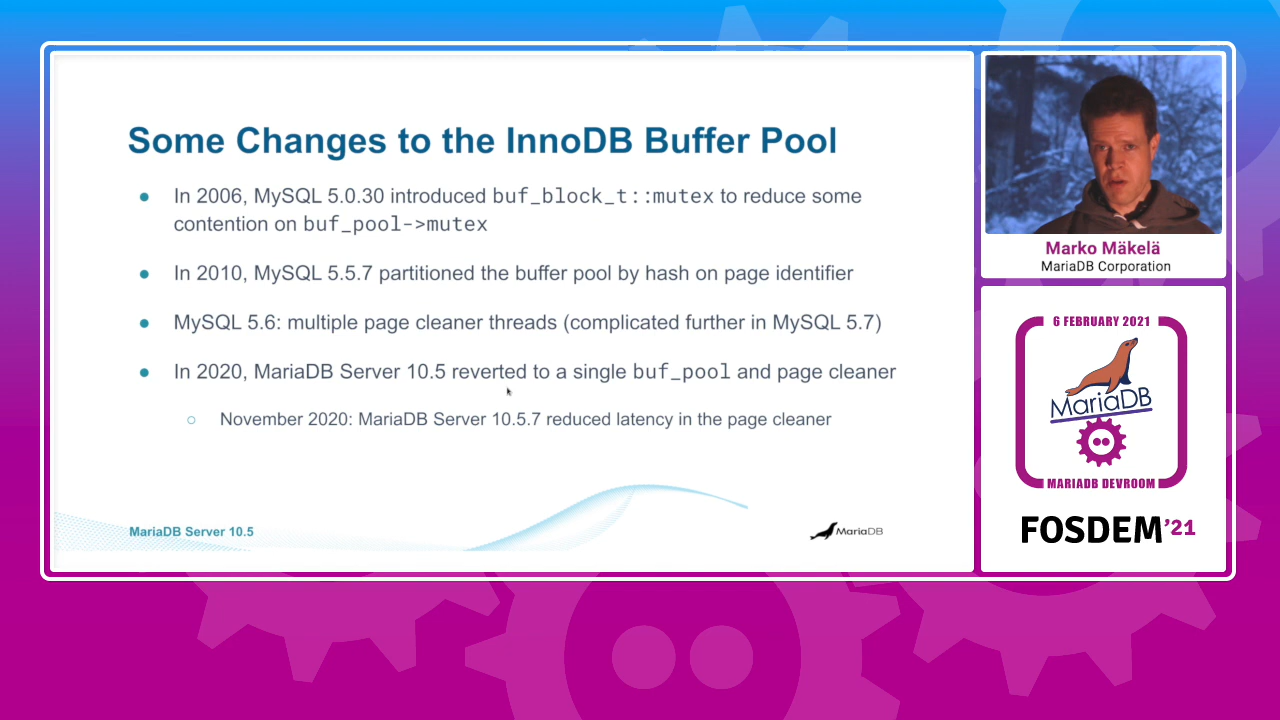 Some Changes to the InnoDB Buffer Pool
In 2006, MySQL 5.0.30 introduced buf_block_t::mutex to reduce some
contention on buf_pool->mutex
In 2010, MySQL 5.5.7 partitioned the buffer pool by hash on page identifier
MySQL 5.6: multiple page cleaner threads (complicated further in MySQL 5.7)
In 2020, MariaDB Server 10.5 reverted to a single buf_pool and page cleaner
November 2020: MariaDB Server 10.5.7 reduced latency in the page cleaner
MariaDB Server 10.5
MariaDB
Marko Mäkelä
MariaDB Corporation
6 FEBRUARY 2021
MariaDB
MARIADB DEVROOM
FOSDEM'21